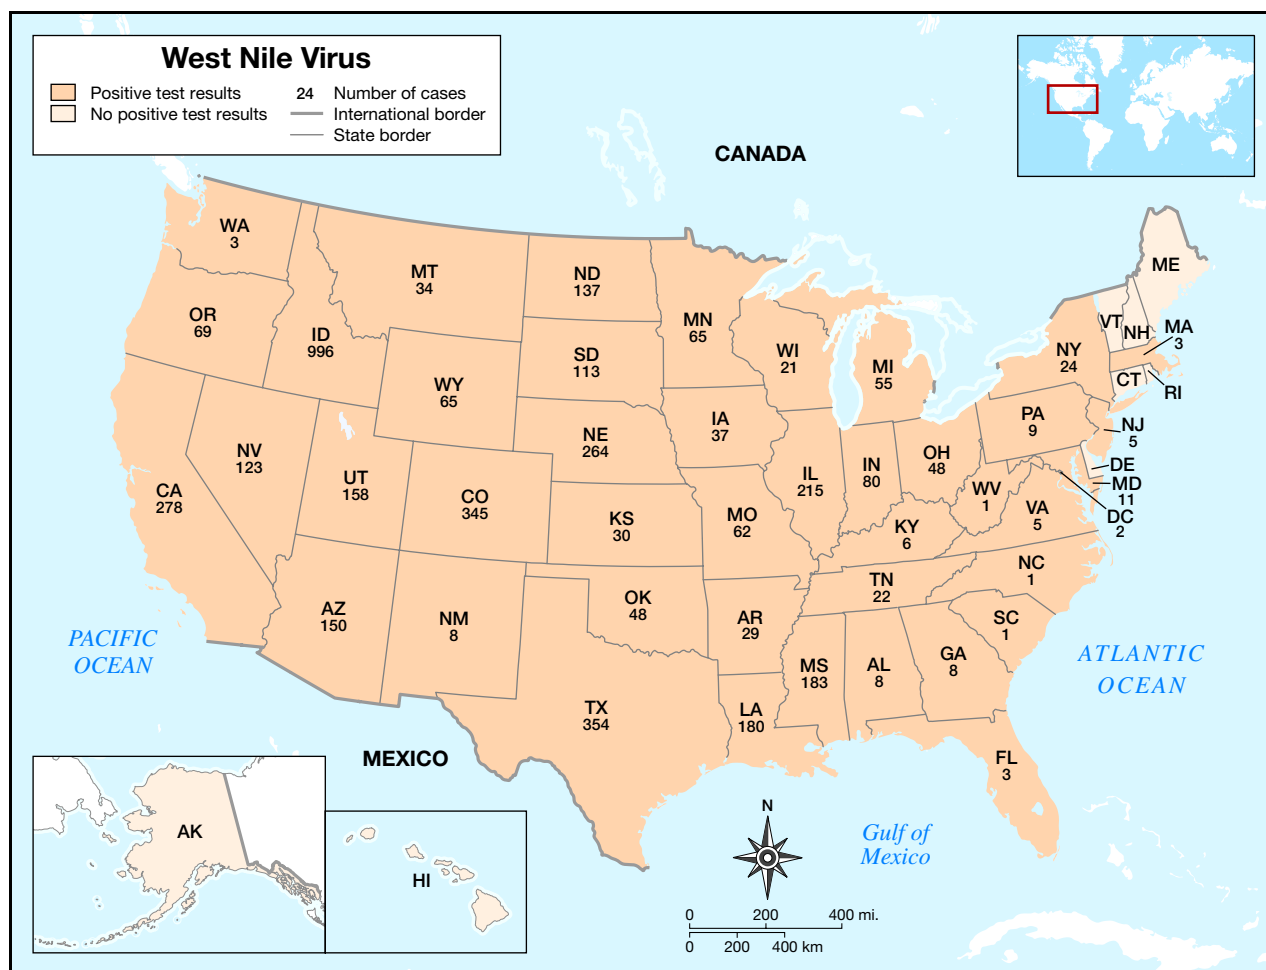 West Nile Virus
Positive test results
No positive test results
24 Number of cases
International border
State border
CANADA
WA
3
MT
34
ND
137
MN
65
ME
OR
69
ID
996
SD
113
WI
21
MI
55
NY
24
VT
NH
MA
3
WY
65
CT
RI
NV
123
NE
264
IA
37
PA
9
NJ
5
CA
278
UT
158
CO
345
IL
215
IN
80
OH
48
DE
MD
11
DC
2
WV
1
VA
5
KS
30
MO
62
KY
6
NC
1
AZ
150
NM
8
OK
48
AR
29
TN
22
SC
1
PACIFIC
OCEAN
MS
183
AL
8
GA
8
ATLANTIC
OCEAN
TX
354
LA
180
MEXICO
FL
3
AK
HI
N
Gulf of
Mexico
0 200 400 mi.
0 200 400 km